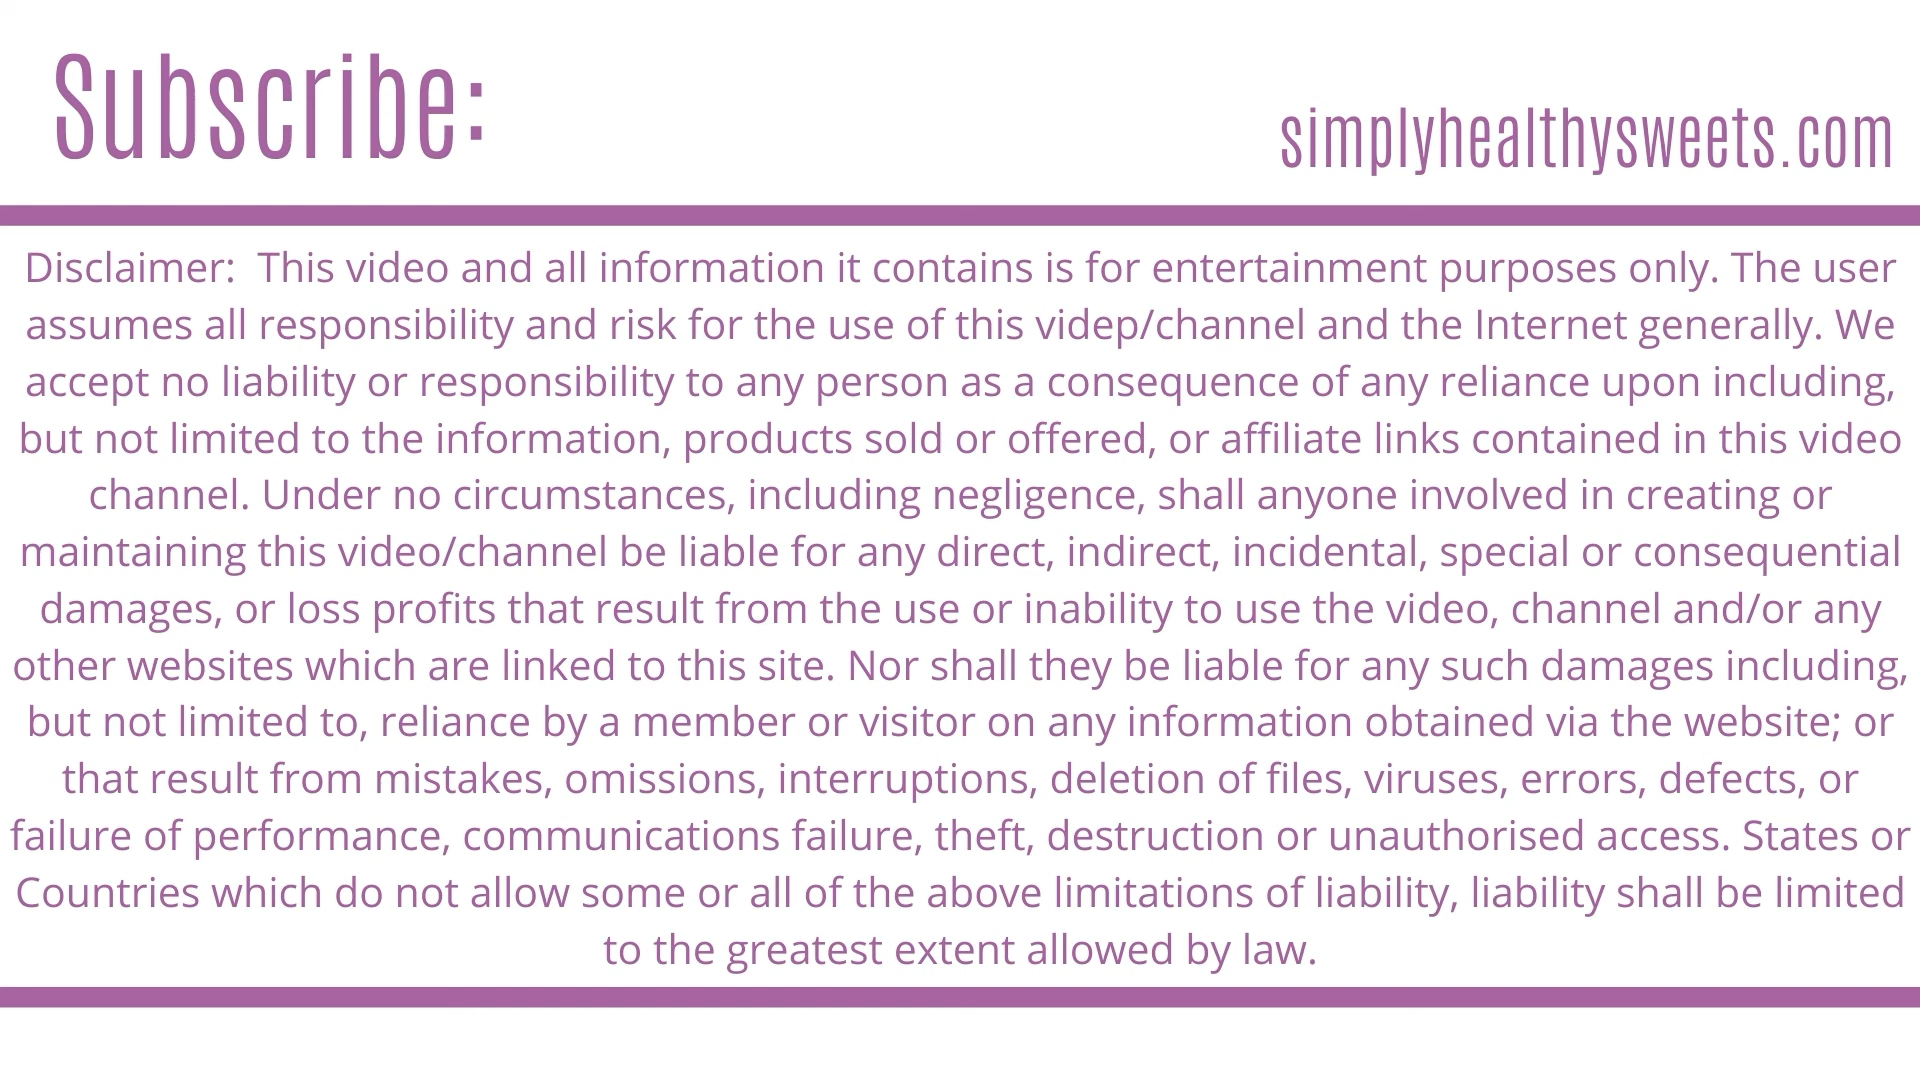 Subscribe:
simplyhealthysweets.com
Disclaimer:  This video and all information it contains is for entertainment purposes only. The user
assumes all responsibility and risk for the use of this videp/channel and the Internet generally. We
accept no liability or responsibility to any person as a consequence of any reliance upon including,
but not limited to the information, products sold or offered, or affiliate links contained in this video
channel. Under no circumstances, including negligence, shall anyone involved in creating or
maintaining this video/channel be liable for any direct, indirect, incidental, special or consequential
damages, or loss profits that result from the use or inability to use the video, channel and/or any
other websites which are linked to this site. Nor shall they be liable for any such damages including,
but not limited to, reliance by a member or visitor on any information obtained via the website; or
that result from mistakes, omissions, interruptions, deletion of files, viruses, errors, defects, or
failure of performance, communications failure, theft, destruction or unauthorised access. States or
Countries which do not allow some or all of the above limitations of liability, liability shall be limited
to the greatest extent allowed by law.